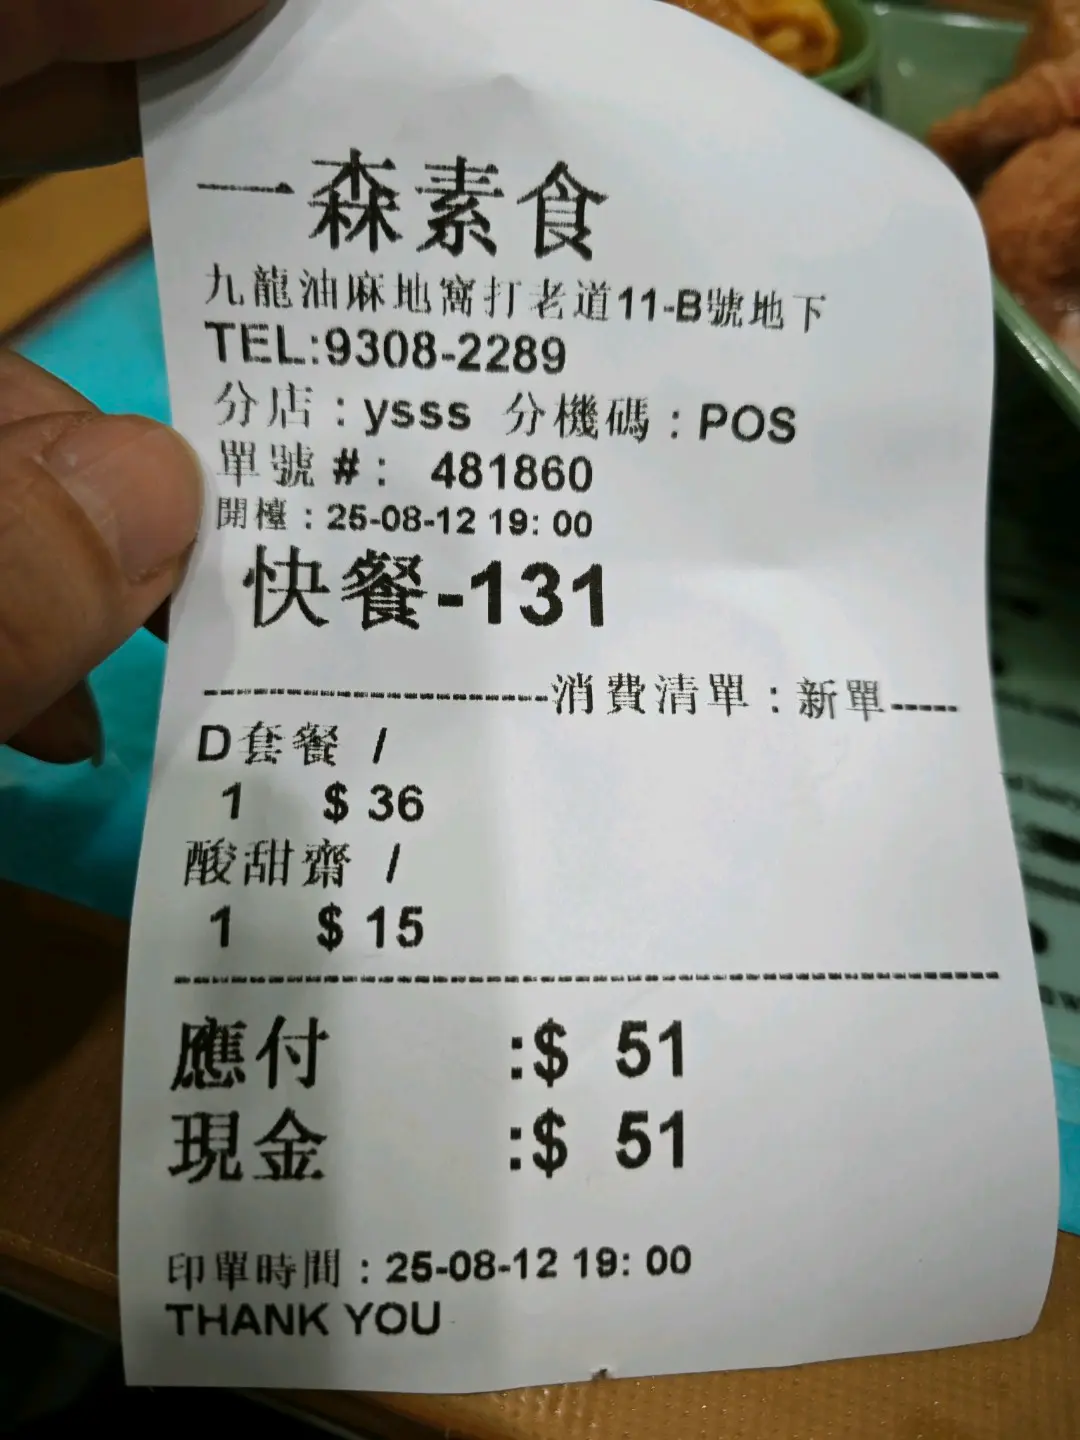 一森素食
九龍油麻地窩打老道11-B號地下
TEL:9308-2289
分店：ysss 分機碼：POS
單號 #： 481860
開檯：25-08-12 19: 00
快餐-131
--------------------消費清單：新單-----
D套餐 /
1 $ 36
酸甜齋 /
1 $ 15
--------------------------------------------------
應付 :$ 51
現金 :$ 51
印單時間：25-08-12 19: 00
THANK YOU